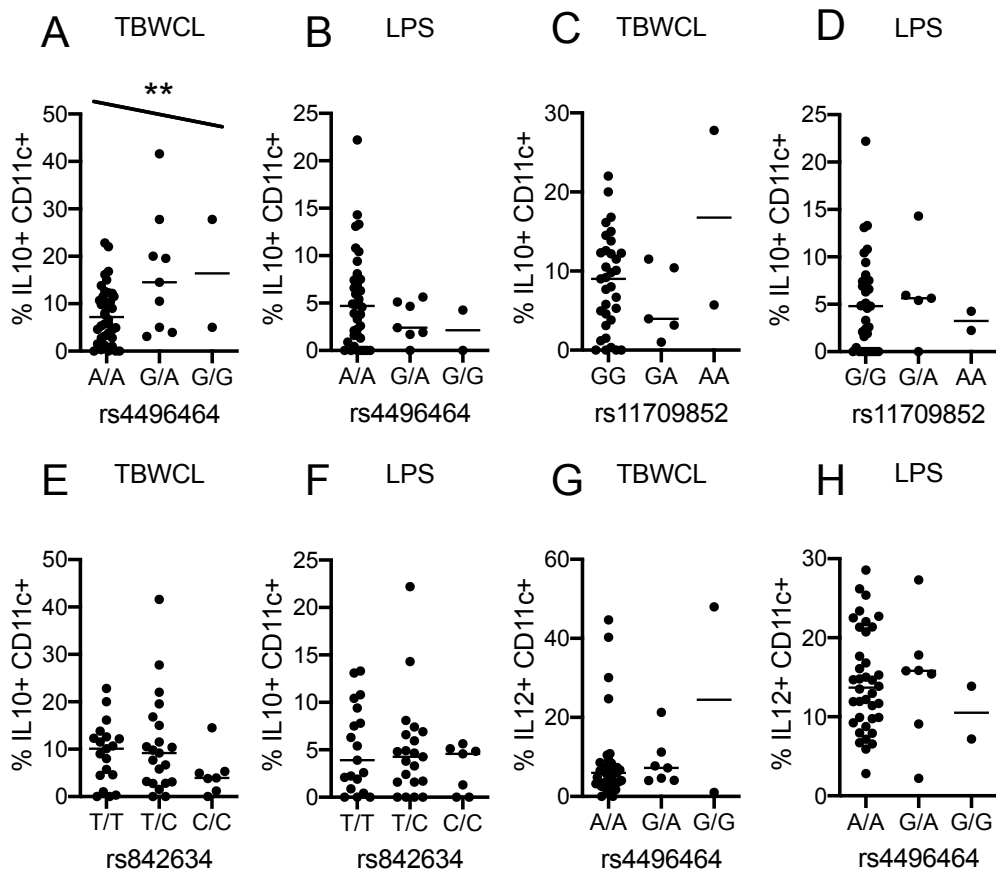 A TBWCL
% IL10+ CD11c+
**
50
40
30
20
10
0
A/A G/A G/G
rs4496464
B LPS
% IL10+ CD11c+
25
20
15
10
5
0
A/A G/A G/G
rs4496464
C TBWCL
% IL10+ CD11c+
30
20
10
0
GG GA AA
rs11709852
D LPS
% IL10+ CD11c+
25
20
15
10
5
0
G/G G/A AA
rs11709852
E TBWCL
% IL10+ CD11c+
50
40
30
20
10
0
T/T T/C C/C
rs842634
F LPS
% IL10+ CD11c+
25
20
15
10
5
0
T/T T/C C/C
rs842634
G TBWCL
% IL12+ CD11c+
60
40
20
0
A/A G/A G/G
rs4496464
H LPS
% IL12+ CD11c+
30
20
10
0
A/A G/A G/G
rs4496464